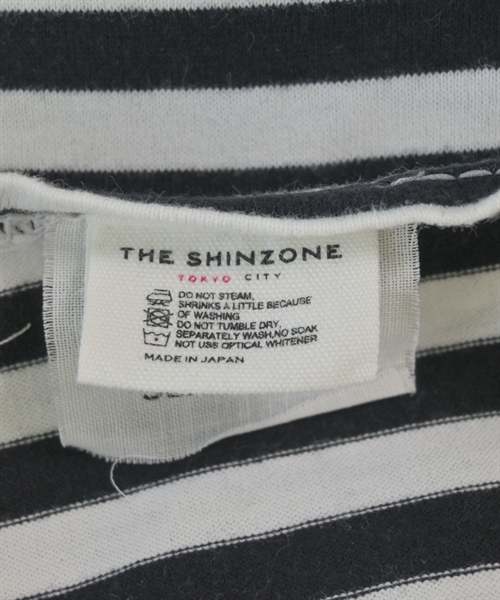 THE SHINZONE
TOKYO CITY
DO NOT STEAM,
SHRINKS A LITTLE BECAUSE
OF WASHING
DO NOT TUMBLE DRY,
SEPARATELY WASH.NO SOAK
NOT USE OPTICAL WHITENER
MADE IN JAPAN